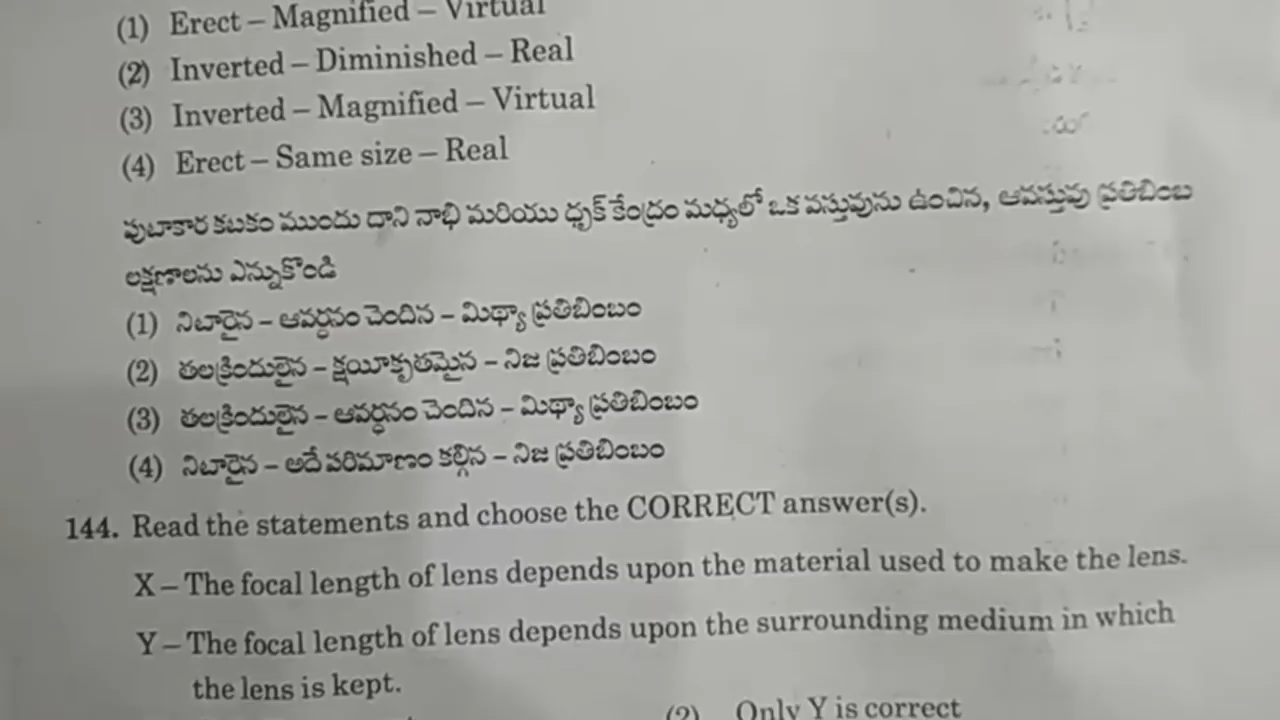 (1) Erect – Magnified – Virtual
(2) Inverted – Diminished – Real
(3) Inverted – Magnified – Virtual
(4) Erect – Same size – Real
పుటాకార కటకం ముందు దాని నాభి మరియు ధృక్ కేంద్రం మధ్యలో ఒక వస్తువును ఉంచిన, ఆవస్తువు ప్రతిబింబ
లక్షణాలను ఎన్నుకొండి
(1) నిటారైన – ఆవర్ధనం చెందిన – మిథ్యా ప్రతిబింబం
(2) తలక్రిందులైన – క్షయీకృతమైన – నిజ ప్రతిబింబం
(3) తలక్రిందులైన – ఆవర్ధనం చెందిన – మిథ్యా ప్రతిబింబం
(4) నిటారైన – అదే పరిమాణం కల్గిన – నిజ ప్రతిబింబం
144. Read the statements and choose the CORRECT answer(s).
X – The focal length of lens depends upon the material used to make the lens.
Y – The focal length of lens depends upon the surrounding medium in which
the lens is kept.
(2) Only Y is correct